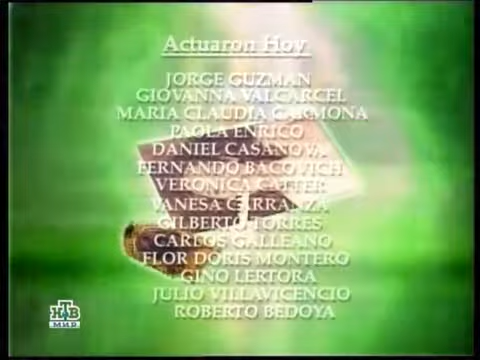 Actuaron Hoy
JORGE GUZMAN
GIOVANNA VALCARCEL
MARIA CLAUDIA CARMONA
PAOLA ENRICO
DANIEL CASANOVA
FERNANDO BACOVICH
VERONICA CATTER
VANESA CARRANZA
GILBERTO TORRES
CARLOS GALLEANO
FLOR DORIS MONTERO
GINO LERTORA
JULIO VILLAVICENCIO
ROBERTO BEDOYA
НТВ
МИР